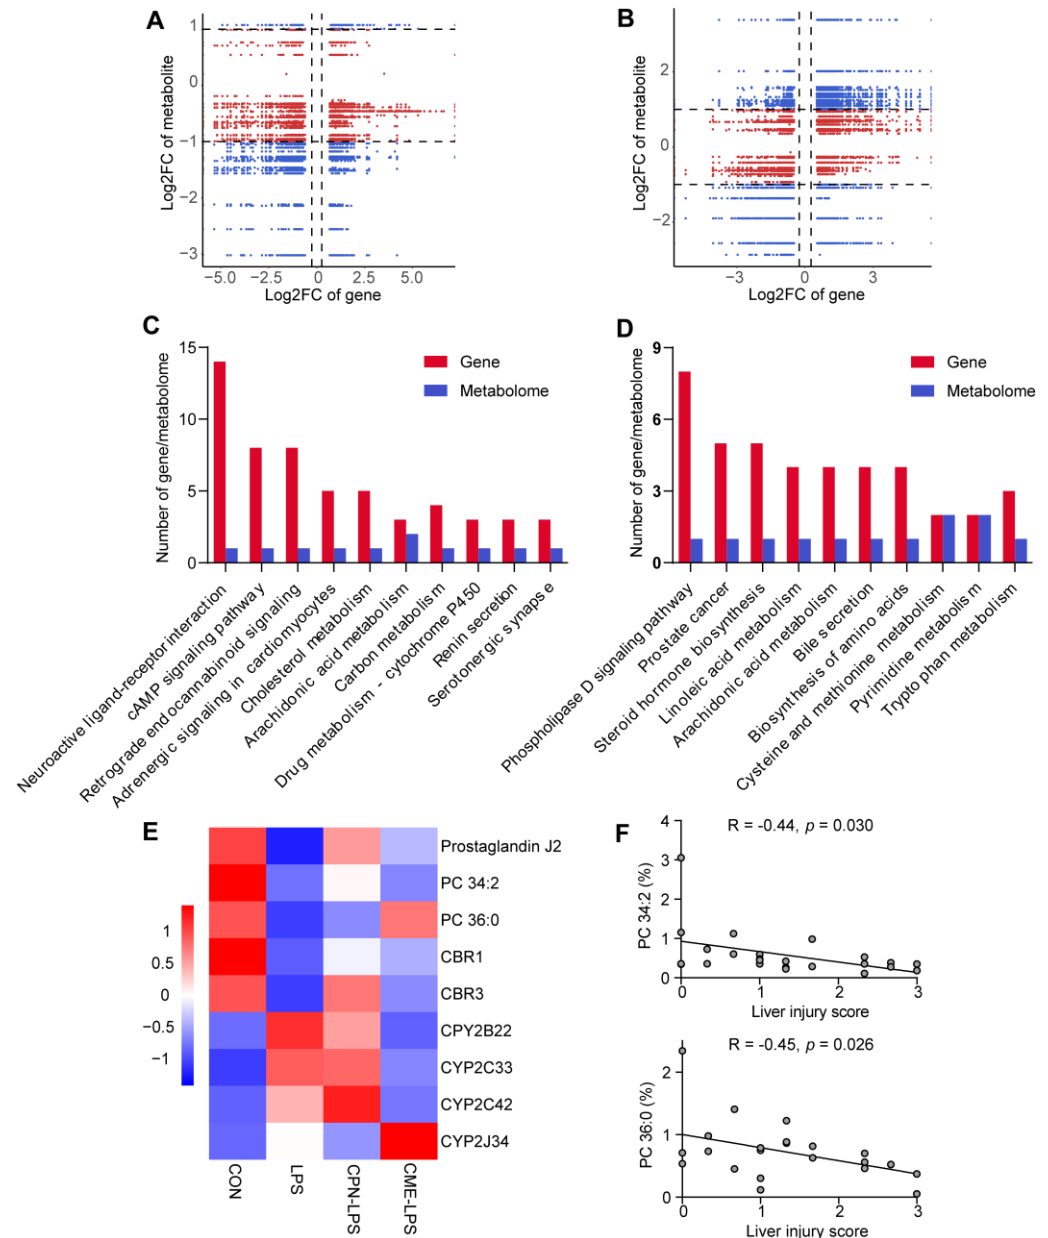 A
Log2FC of metabolite
1
0
−1
−2
−3
−5.0 −2.5 0 2.5 5.0
Log2FC of gene
B
Log2FC of metabolite
2
0
−2
−3 0 3
Log2FC of gene
C
Number of gene/metabolome
15
10
5
0
Gene
Metabolome
Neuroactive ligand-receptor interaction
cAMP signaling pathway
Retrograde endocannabinoid signaling
Adrenergic signaling in cardiomyocytes
Cholesterol metabolism
Arachidonic acid metabolism
Carbon metabolism
Drug metabolism - cytochrome P450
Renin secretion
Serotonergic synapse
D
Number of gene/metabolome
9
6
3
0
Gene
Metabolome
Phospholipase D signaling pathway
Prostate cancer
Steroid hormone biosynthesis
Linoleic acid metabolism
Arachidonic acid metabolism
Bile secretion
Biosynthesis of amino acids
Cysteine and methionine metabolism
Pyrimidine metabolism
Tryptophan metabolism
E
1
0.5
0
−0.5
−1
Prostaglandin J2
PC 34:2
PC 36:0
CBR1
CBR3
CPY2B22
CYP2C33
CYP2C42
CYP2J34
CON
LPS
CPN-LPS
CME-LPS
F
R = -0.44, p = 0.030
PC 34:2 (%)
4
3
2
1
0
0 1 2 3
Liver injury score
R = -0.45, p = 0.026
PC 36:0 (%)
2
1
0
0 1 2 3
Liver injury score